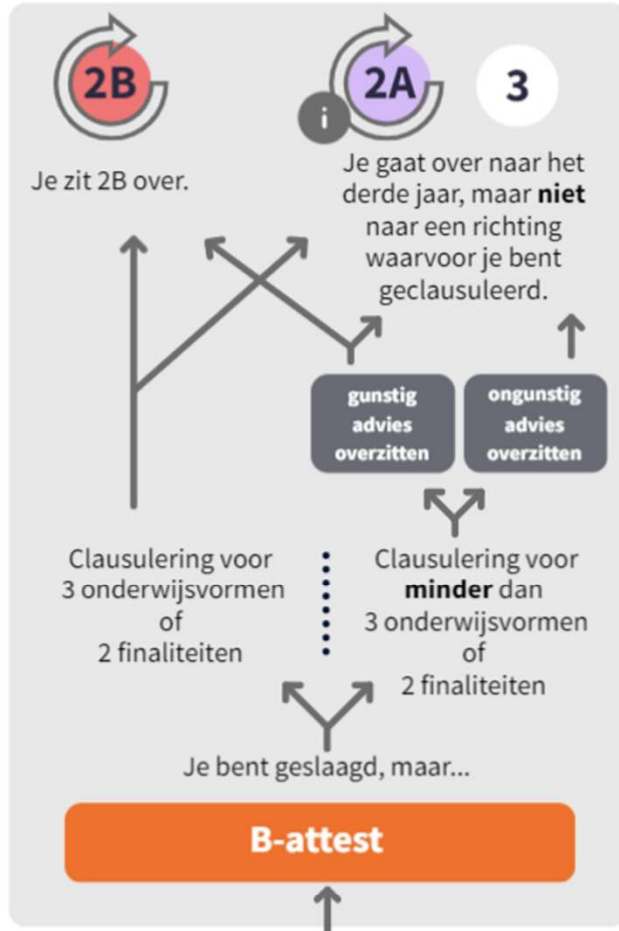 2B
2A
3
i
Je zit 2B over.
Je gaat over naar het
derde jaar, maar niet
naar een richting
waarvoor je bent
geclausuleerd.
gunstig
advies
overzitten
ongunstig
advies
overzitten
Clausulering voor
3 onderwijsvormen
of
2 finaliteiten
Clausulering voor
minder dan
3 onderwijsvormen
of
2 finaliteiten
Je bent geslaagd, maar...
B-attest